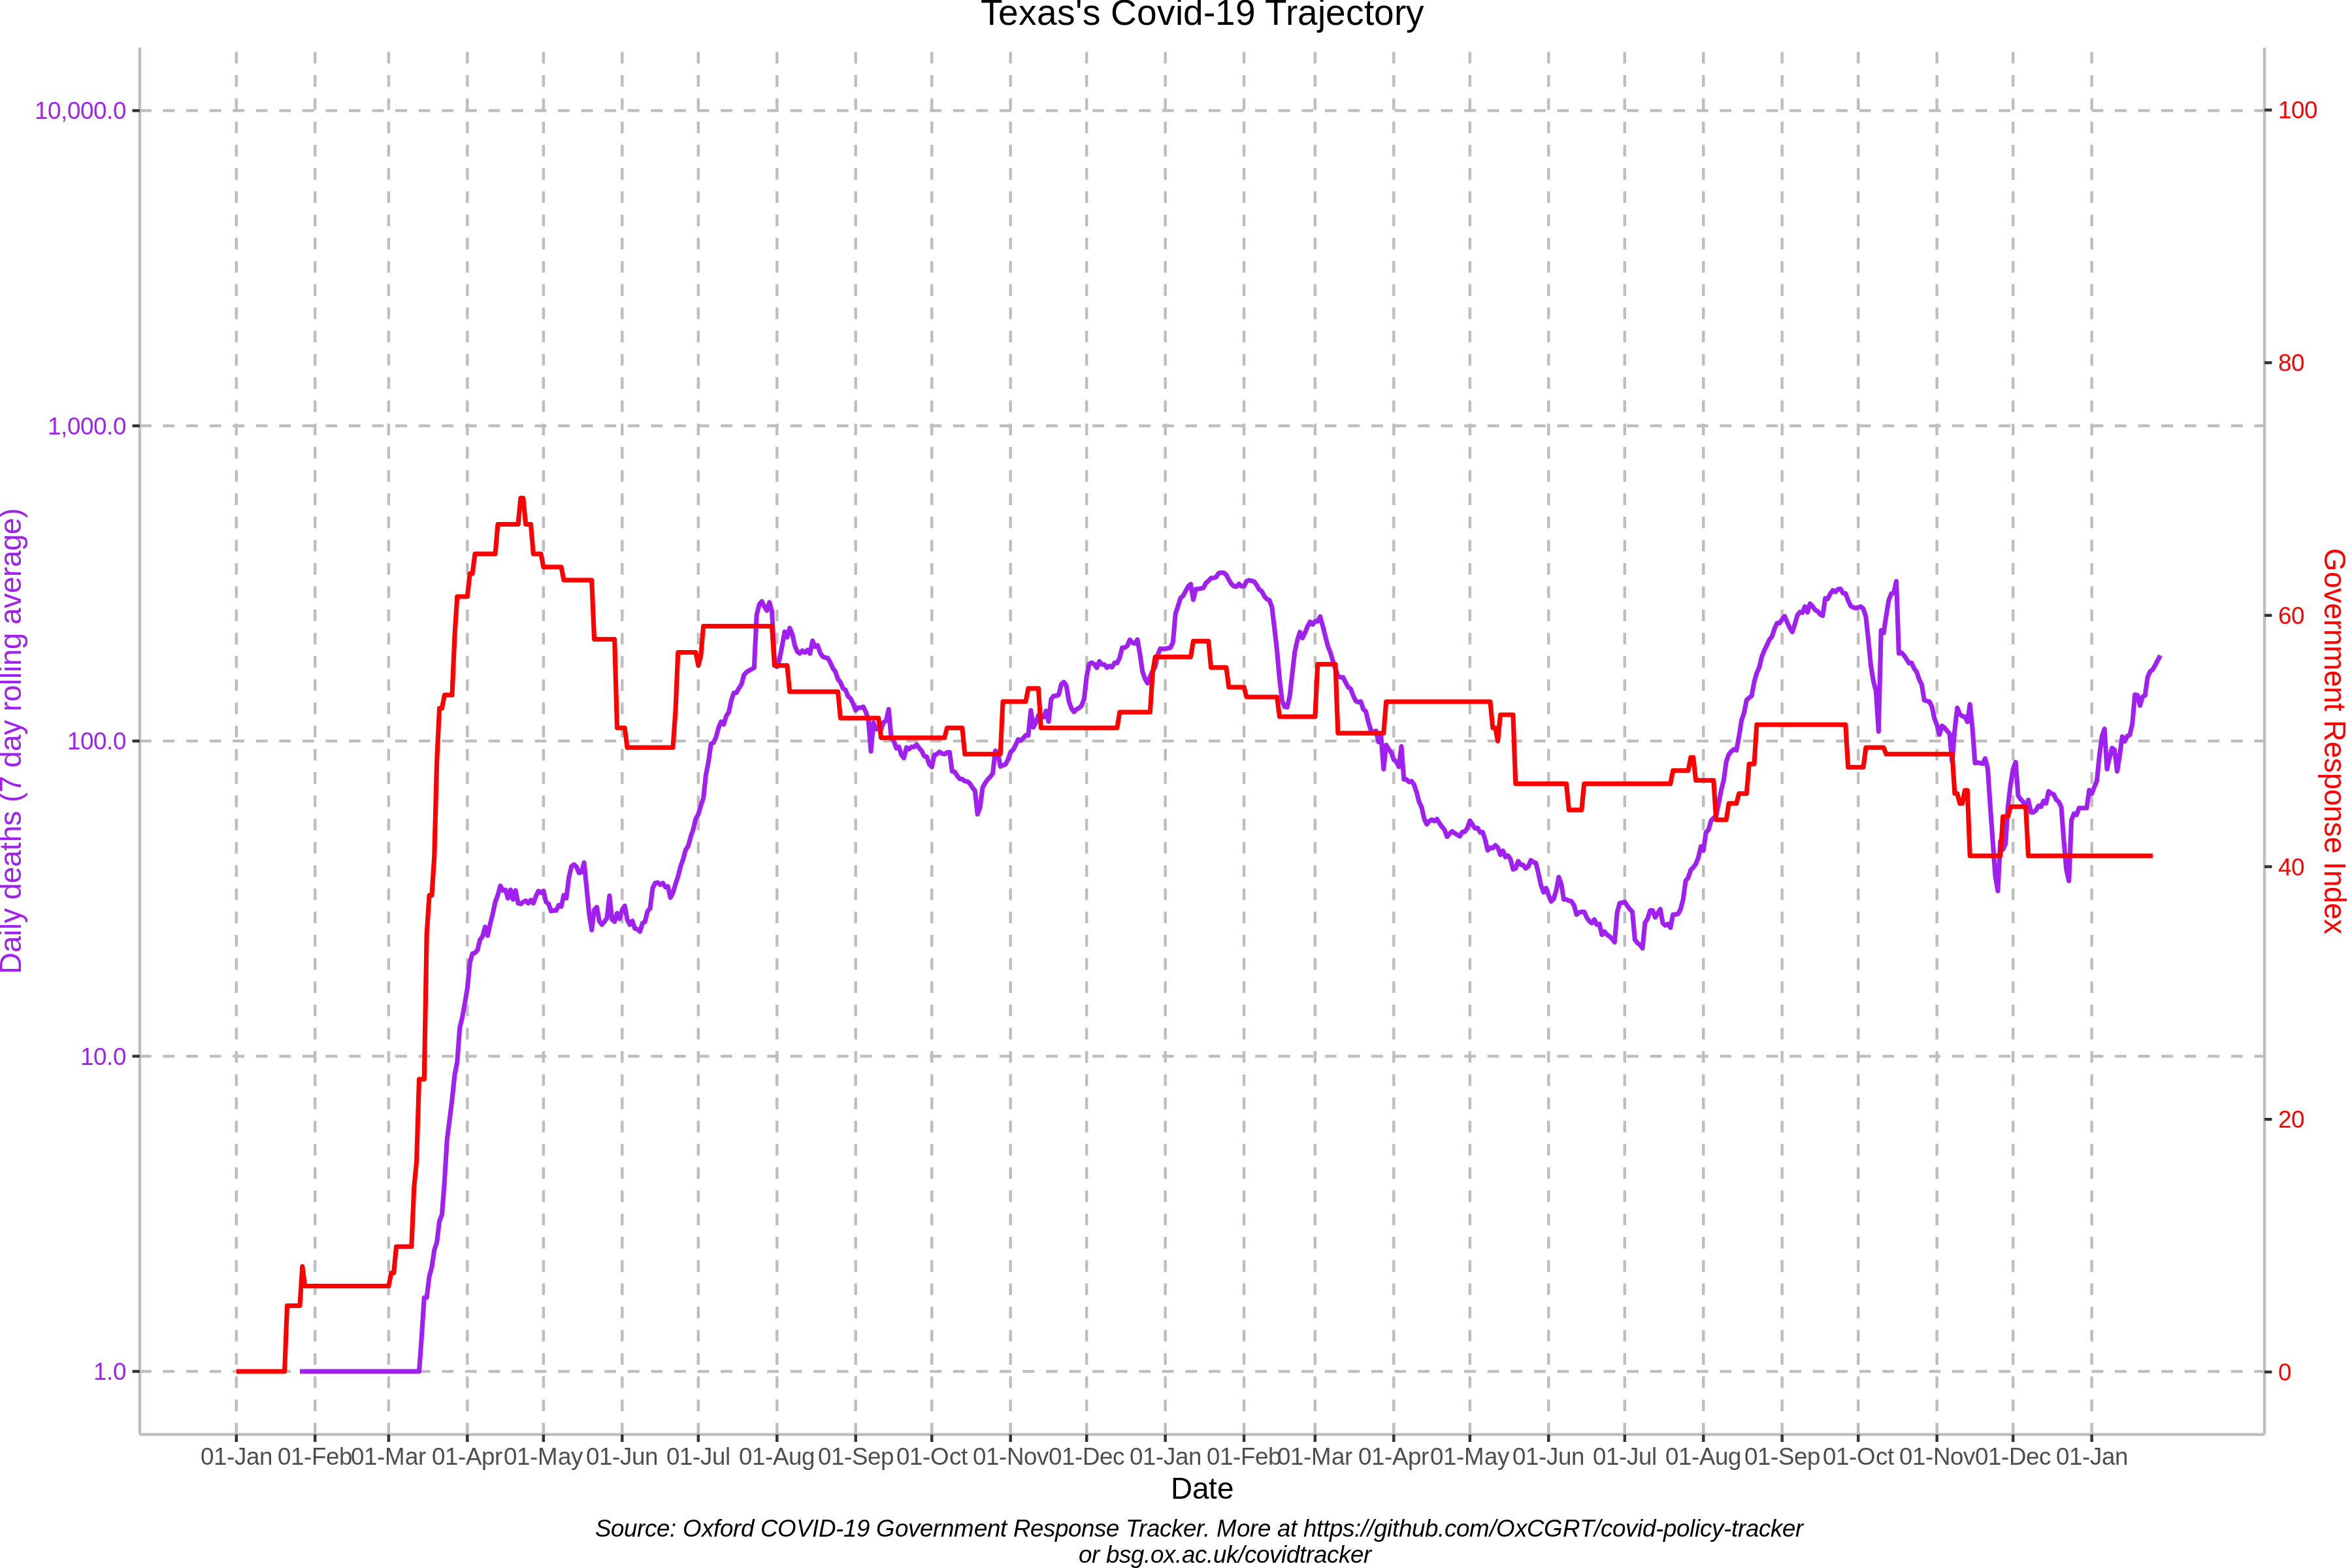 Texas's Covid-19 Trajectory
10,000.0
1,000.0
100.0
10.0
1.0
Daily deaths (7 day rolling average)
100
80
60
40
20
0
Government Response Index
01-Jan 01-Feb 01-Mar 01-Apr 01-May 01-Jun 01-Jul 01-Aug 01-Sep 01-Oct 01-Nov 01-Dec 01-Jan 01-Feb 01-Mar 01-Apr 01-May 01-Jun 01-Jul 01-Aug 01-Sep 01-Oct 01-Nov 01-Dec 01-Jan
Date
Source: Oxford COVID-19 Government Response Tracker. More at https://github.com/OxCGRT/covid-policy-tracker
or bsg.ox.ac.uk/covidtracker